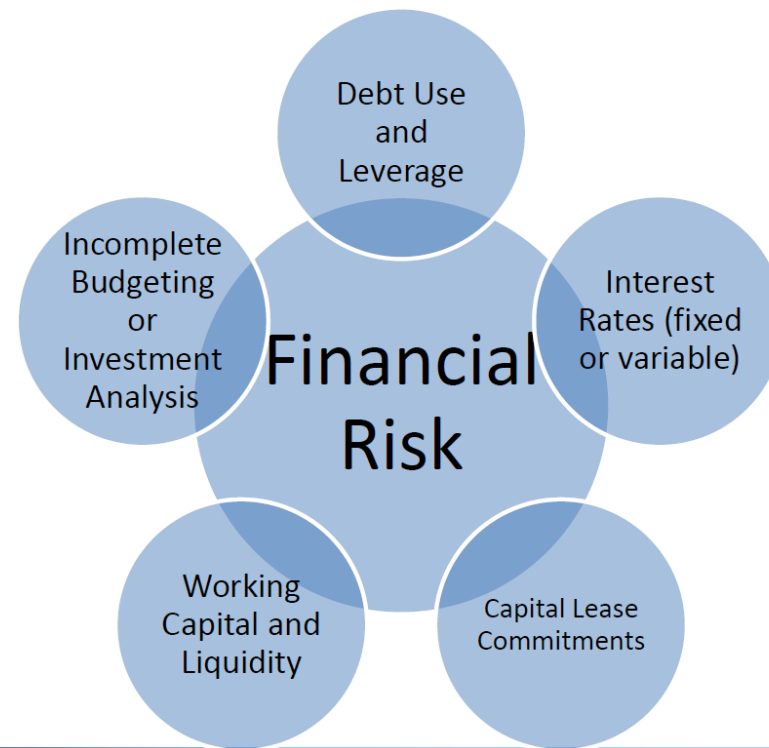 Debt Use
and
Leverage
Incomplete
Budgeting
or
Investment
Analysis
Interest
Rates (fixed
or variable)
Financial
Risk
Working
Capital and
Liquidity
Capital Lease
Commitments